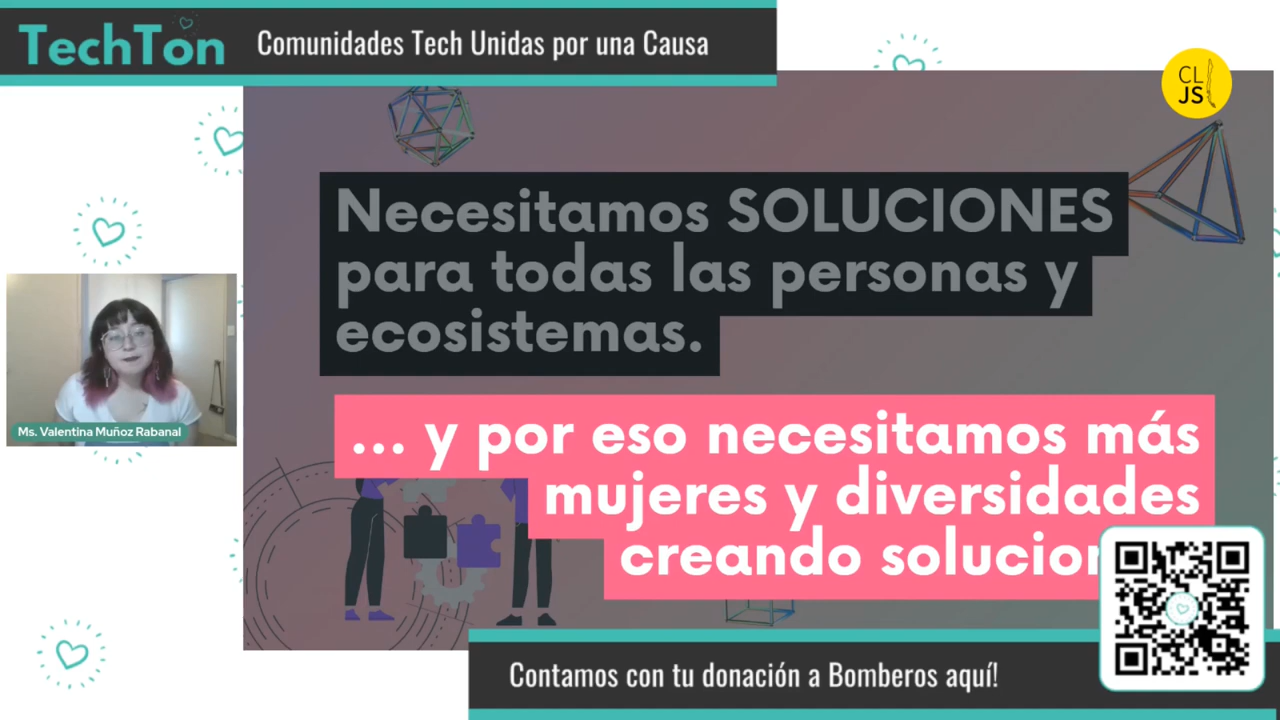 TechTon
Comunidades Tech Unidas por una Causa
CL
JS
Necesitamos SOLUCIONES
para todas las personas y
ecosistemas.
... y por eso necesitamos más
mujeres y diversidades
creando
Ms. Valentina Muñoz Rabanal
Contamos con tu donación a Bomberos aquí!